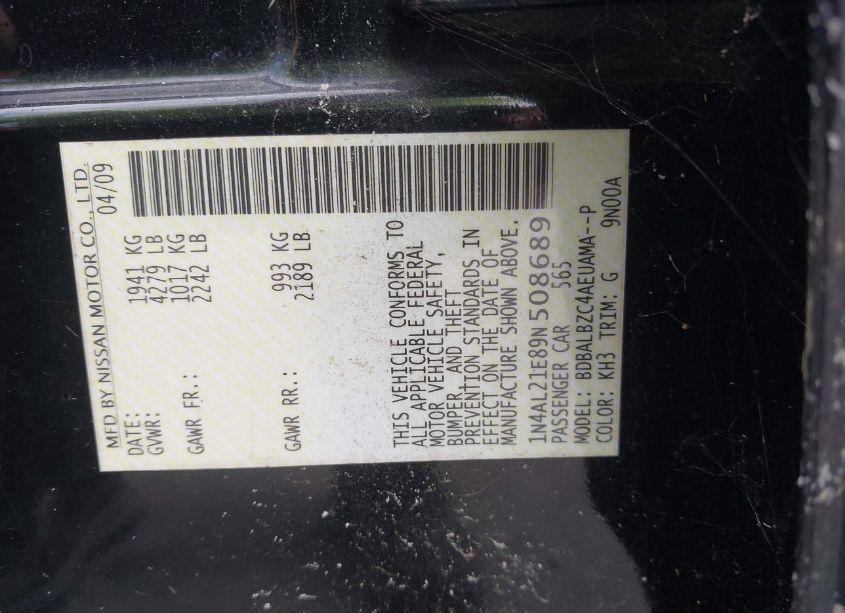 MFD BY NISSAN MOTOR CO., LTD.
DATE: 04/09
GVWR: 1941 KG
4279 LB
GAWR FR.: 1017 KG
2242 LB
GAWR RR.: 993 KG
2189 LB
THIS VEHICLE CONFORMS TO
ALL APPLICABLE FEDERAL
MOTOR VEHICLE SAFETY,
BUMPER, AND THEFT
PREVENTION STANDARDS IN
EFFECT ON THE DATE OF
MANUFACTURE SHOWN ABOVE.
1N4AL21E89N508689
PASSENGER CAR 565
MODEL: BDBALBZC4AEUAMA--P
COLOR: KH3 TRIM: G 9N00A